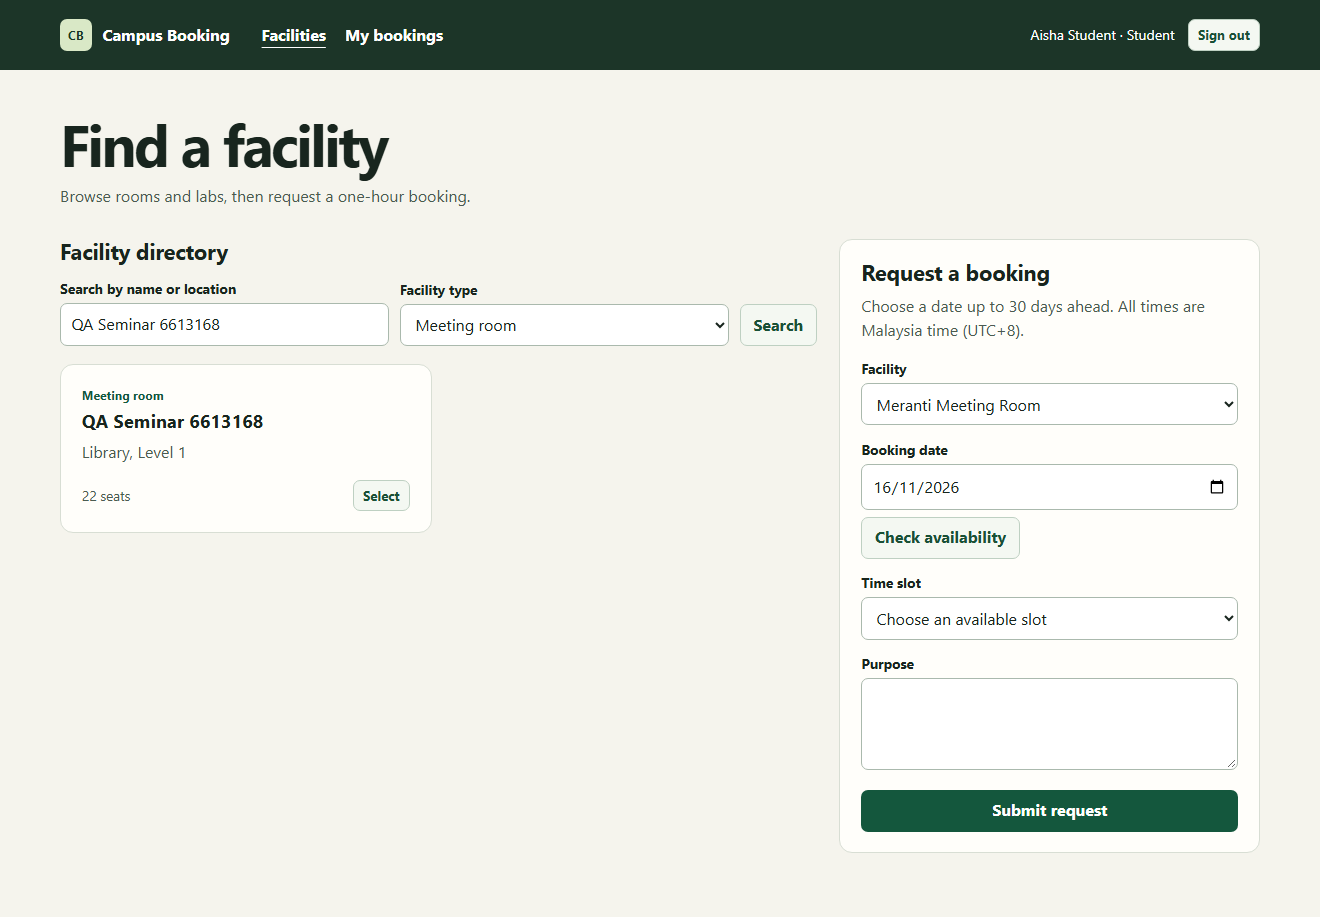 CB
Campus Booking
Facilities
My bookings
Aisha Student · Student
Sign out
Find a facility
Browse rooms and labs, then request a one-hour booking.
Facility directory
Search by name or location
QA Seminar 6613168
Facility type
Meeting room
Search
Meeting room
QA Seminar 6613168
Library, Level 1
22 seats
Select
Request a booking
Choose a date up to 30 days ahead. All times are
Malaysia time (UTC+8).
Facility
Meranti Meeting Room
Booking date
16/11/2026
Check availability
Time slot
Choose an available slot
Purpose
Submit request